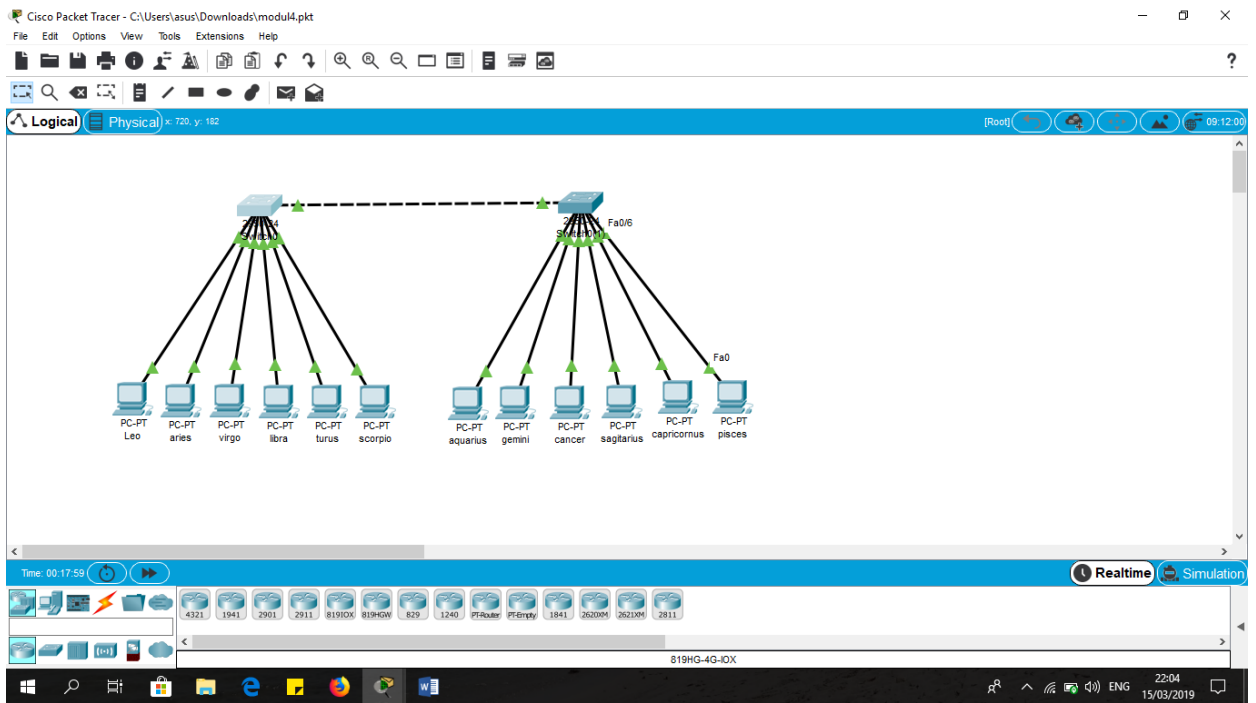 Cisco Packet Tracer - C:\Users\asus\Downloads\modul4.pkt
File Edit Options View Tools Extensions Help
?
Logical Physical x: 720, y: 182 [Root] 09:12:00
Fa0/6
Fa0
PC-PT PC-PT PC-PT PC-PT PC-PT PC-PT PC-PT PC-PT PC-PT PC-PT PC-PT PC-PT
Leo aries virgo libra turus scorpio aquarius gemini cancer sagitarius capricornus pisces
Time: 00:17:59 Realtime Simulation
4321 1941 2901 2911 819IOX 819HGW 829 1240 PT-Router PT-Empty 1841 2620XM 2621XM 2811
819HG-4G-IOX
ENG 22:04
15/03/2019